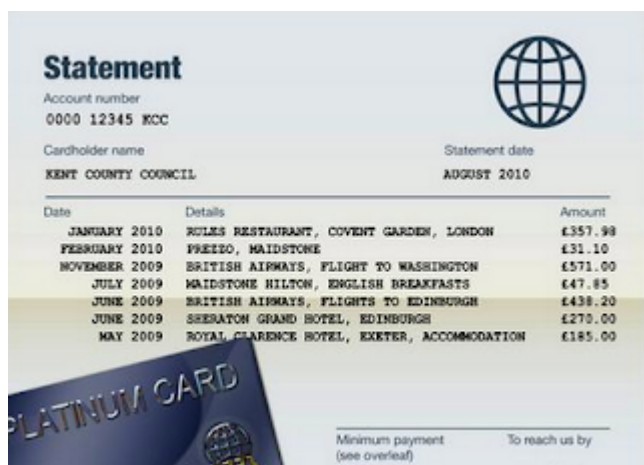 Statement
Account number
0000 12345 KCC
Cardholder name Statement date
KENT COUNTY COUNCIL AUGUST 2010
Date Details Amount
JANUARY 2010 RULES RESTAURANT, COVENT GARDEN, LONDON £357.98
FEBRUARY 2010 PREZZO, MAIDSTONE £31.10
NOVEMBER 2009 BRITISH AIRWAYS, FLIGHT TO WASHINGTON £571.00
JULY 2009 MAIDSTONE HILTON, ENGLISH BREAKFASTS £47.85
JUNE 2009 BRITISH AIRWAYS, FLIGHTS TO EDINBURGH £438.20
JUNE 2009 SHERATON GRAND HOTEL, EDINBURGH £270.00
MAY 2009 ROYAL CLARENCE HOTEL, EXETER, ACCOMMODATION £185.00
PLATINUM CARD
Minimum payment To reach us by
(see overleaf)